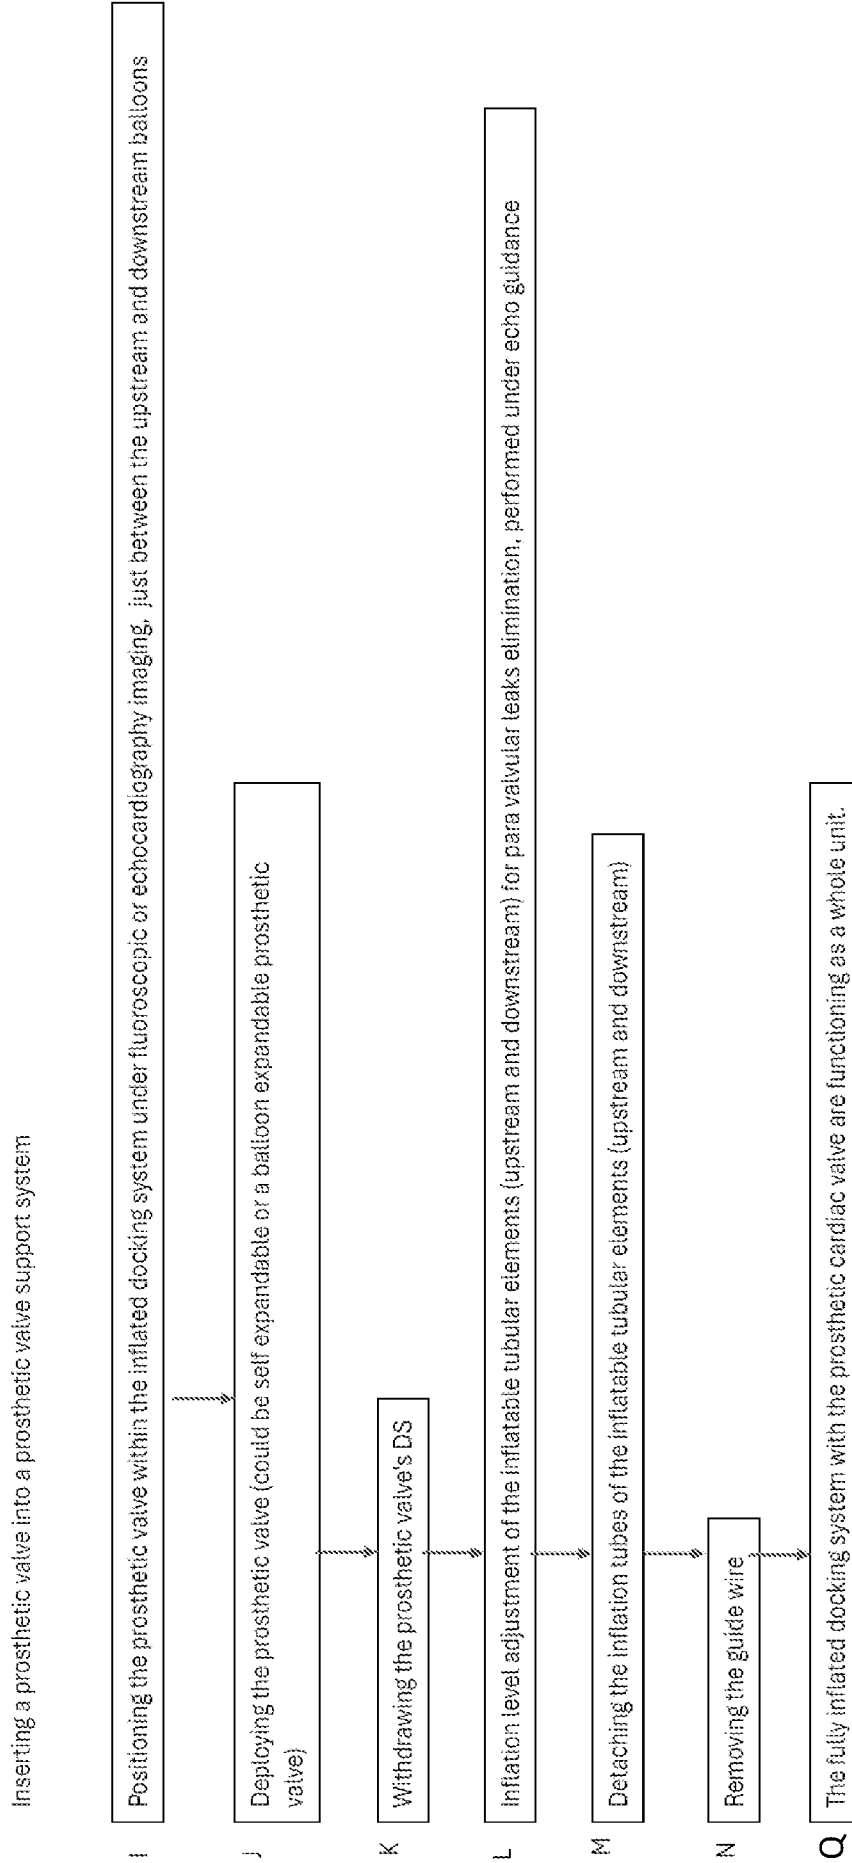 Inserting a prosthetic valve into a prosthetic valve support system
I Positioning the prosthetic valve within the inflated docking system under fluoroscopic or echocardiography imaging, just between the upstream and downstream balloons
J Deploying the prosthetic valve (could be self expandable or a balloon expandable prosthetic
valve)
K Withdrawing the prosthetic valve's DS
L Inflation level adjustment of the inflatable tubular elements (upstream and downstream) for para valvular leaks elimination, performed under echo guidance
M Detaching the inflation tubes of the inflatable tubular elements (upstream and downstream)
N Removing the guide wire
Q The fully inflated docking system with the prosthetic cardiac valve are functioning as a whole unit.